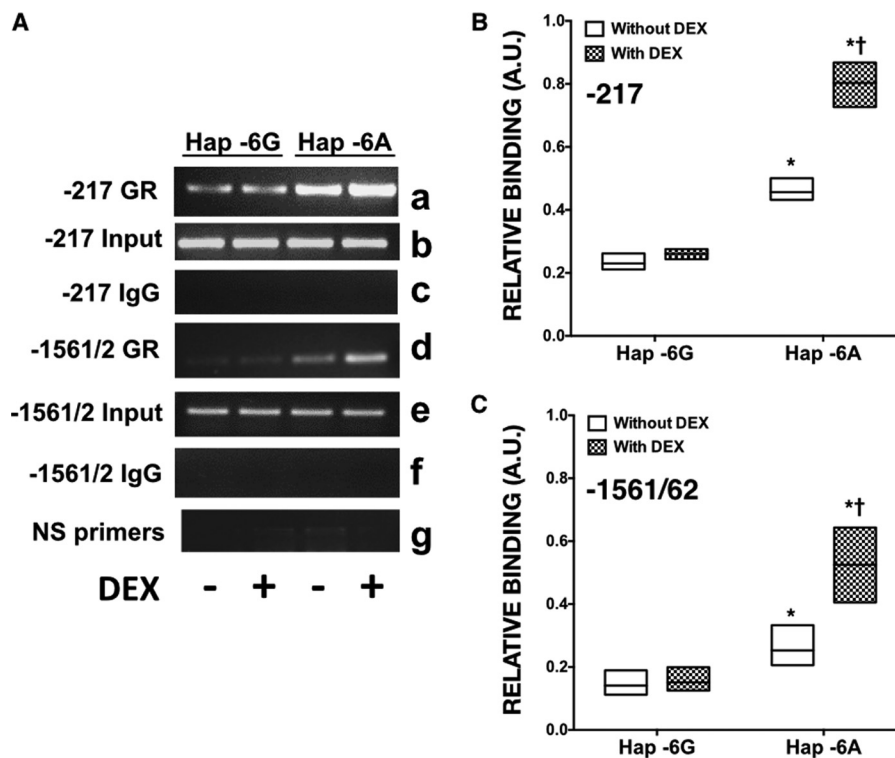 A
Hap -6G Hap -6A
-217 GR a
-217 Input b
-217 IgG c
-1561/2 GR d
-1561/2 Input e
-1561/2 IgG f
NS primers g
DEX - + - +
B
RELATIVE BINDING (A.U.)
1.0
0.8
0.6
0.4
0.2
0.0
Without DEX
With DEX
-217
*
*†
Hap -6G Hap -6A
C
RELATIVE BINDING (A.U.)
1.0
0.8
0.6
0.4
0.2
0.0
Without DEX
With DEX
-1561/62
*
*†
Hap -6G Hap -6A